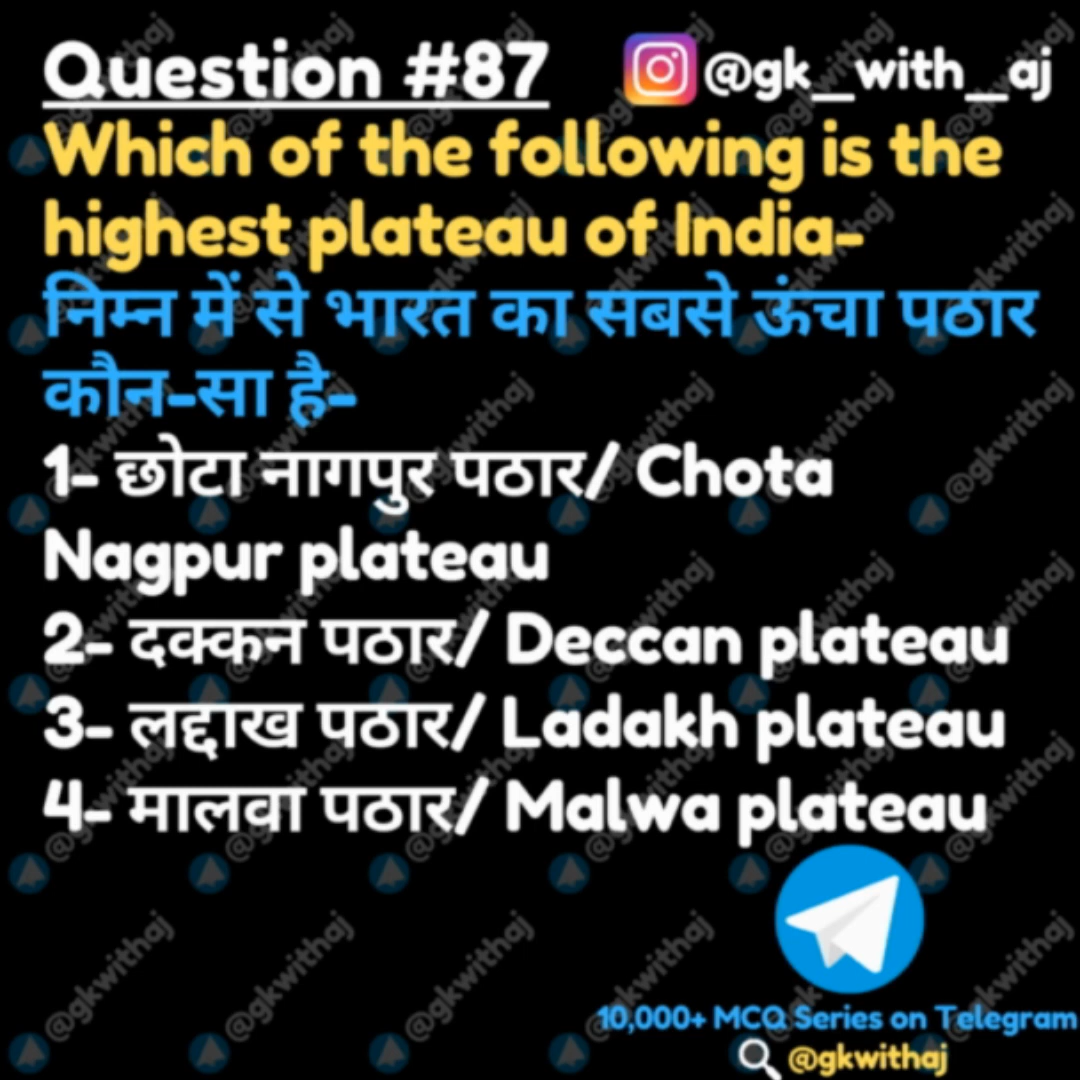 Question #87
@gk_with_aj
Which of the following is the
highest plateau of India-
निम्न में से भारत का सबसे ऊंचा पठार
कौन-सा है-
1- छोटा नागपुर पठार/ Chota
Nagpur plateau
2- दक्कन पठार/ Deccan plateau
3- लद्दाख पठार/ Ladakh plateau
4- मालवा पठार/ Malwa plateau
10,000+ MCQ Series on Telegram
@gkwithaj